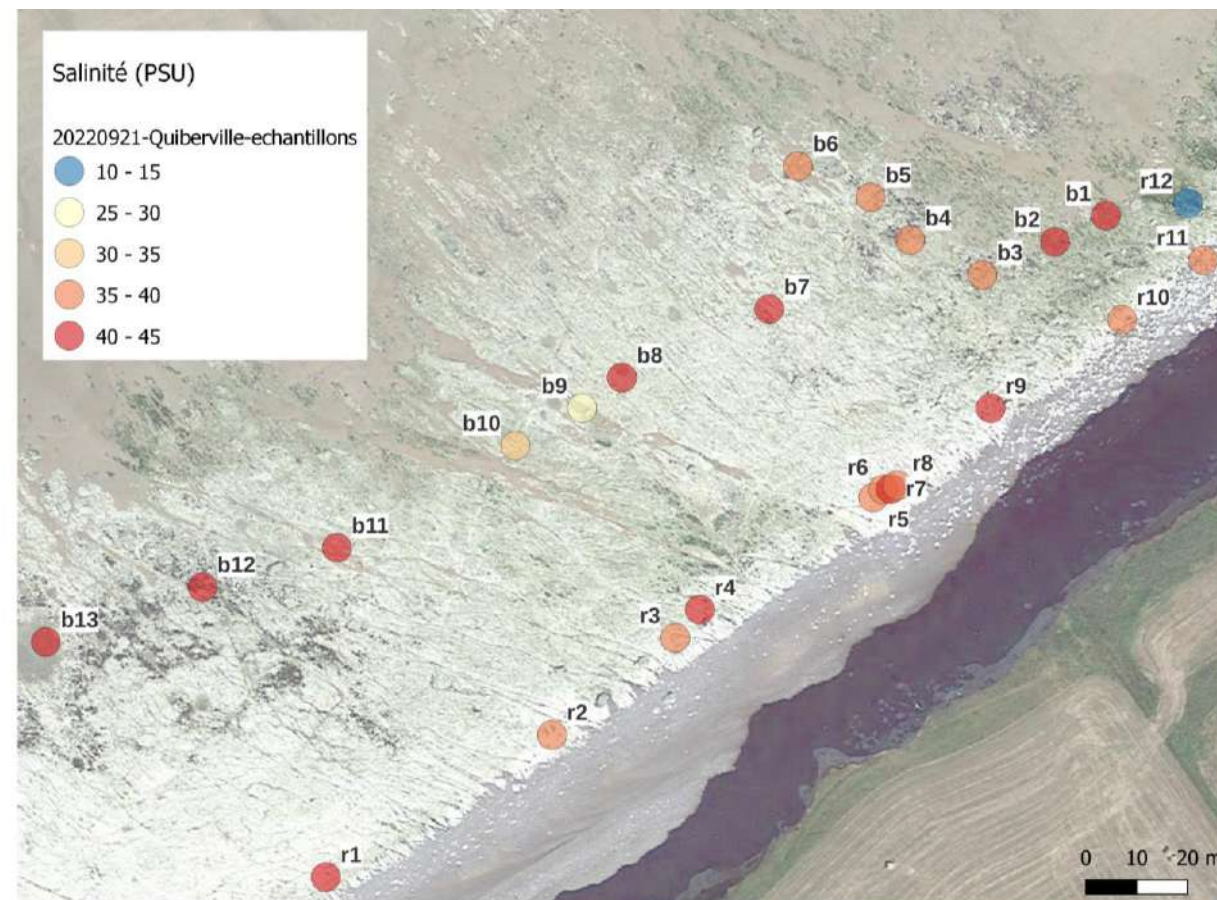 Salinité (PSU)
20220921-Quiberville-echantillons
10 - 15
25 - 30
30 - 35
35 - 40
40 - 45
b6
b5
b4
b3
b2
b1
r12
r11
r10
b7
b8
b9
b10
r9
r8
r6
r7
r5
b11
b12
b13
r4
r3
r2
r1
0 10 20 m